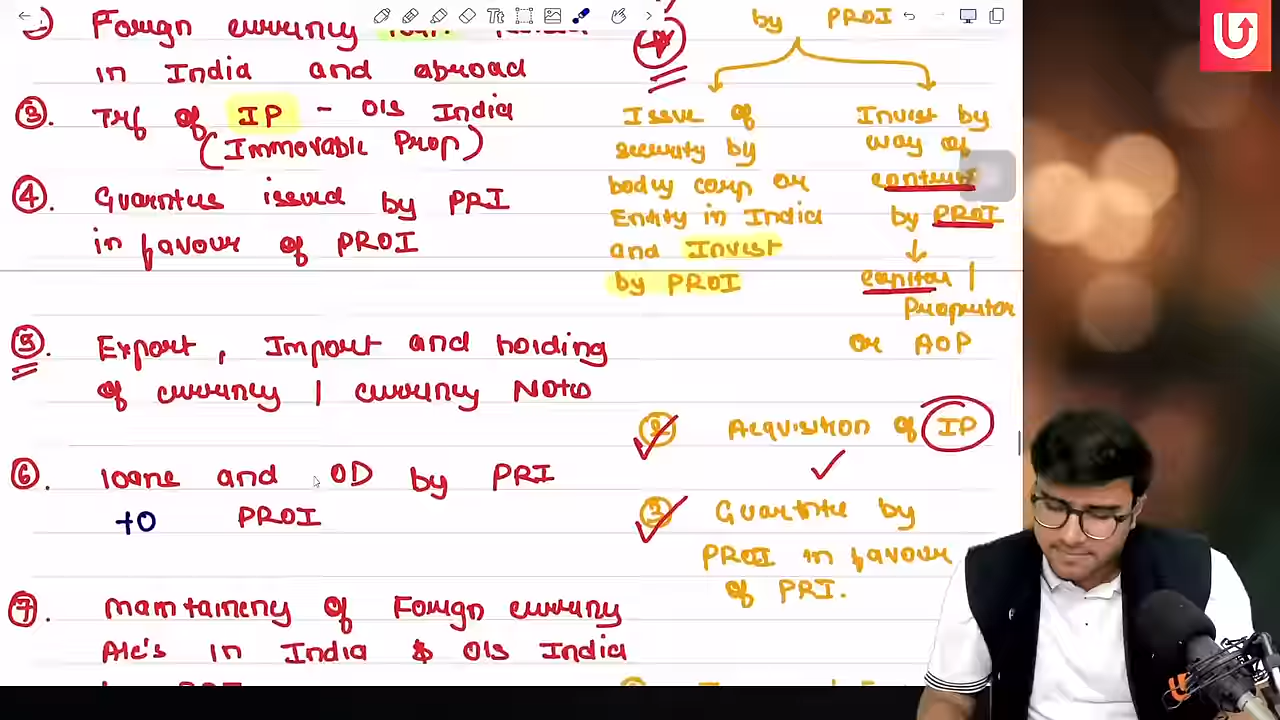 Foreign currency
in India and abroad
③. Trf of IP - O/s India
(Immovable Prop)
④. Guarantees issued by PRI
in favour of PROI
⑤. Export, Import and holding
of currency / currency Notes
⑥. loans and OD by PRI
to PROI
⑦. maintaineny of Foreign currency
A/c's in India & O/s India
by PROI
Issue of
security by
body corp or
Entity in India
and Invest
by PROI
Invest by
way of
by PROI
capital /
Propretor
or AOP
② Acquisition of IP
③ Guarantee by
PROI in favour
of PRI.